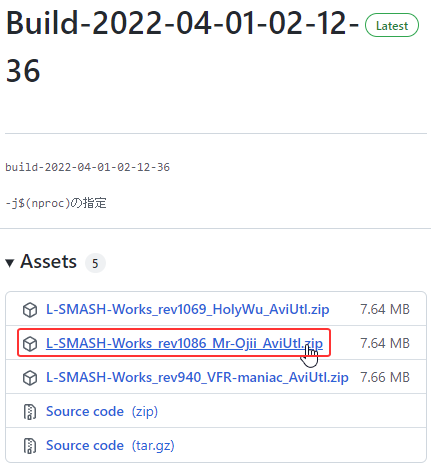 Build-2022-04-01-02-12-
36
Latest
build-2022-04-01-02-12-36
-j$(nproc)の指定
Assets 5
L-SMASH-Works_rev1069_HolyWu_AviUtl.zip 7.64 MB
L-SMASH-Works_rev1086_Mr-Ojii_AviUtl.zip 7.64 MB
L-SMASH-Works_rev940_VFR-maniac_AviUtl.zip 7.66 MB
Source code (zip)
Source code (tar.gz)